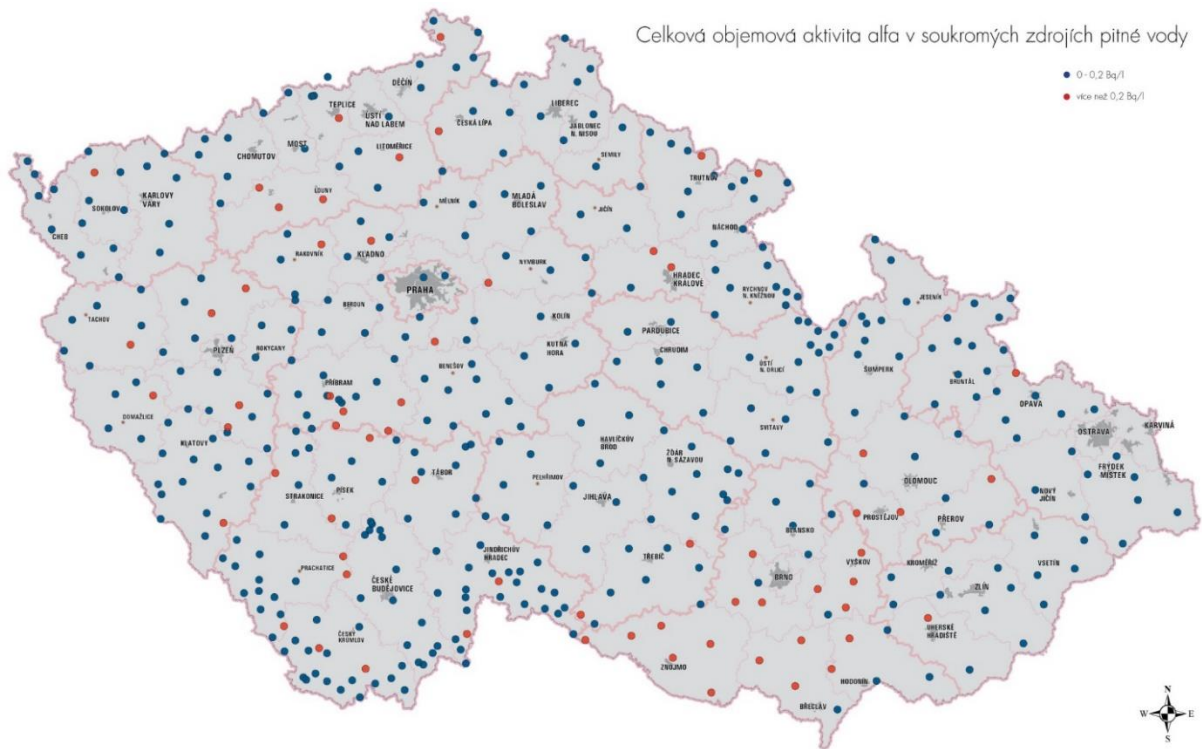 Celková objemová aktivita alfa v soukromých zdrojích pitné vody
0 - 0,2 Bq/l
více než 0,2 Bq/l
DĚČÍN
TEPLICE
ÚSTÍ
NAD LABEM
LIBEREC
ČESKÁ LÍPA
JABLONEC
N. NISOU
MOST
LITOMĚŘICE
CHOMUTOV
SEMILY
TRUTNOV
LOUNY
KARLOVY
VARY
SOKOLOV
MLADÁ
BOLESLAV
MĚLNÍK
JIČÍN
NÁCHOD
CHEB
RAKOVNÍK
KLADNO
NYMBURK
HRADEC
KRÁLOVÉ
PRAHA
RYCHNOV
N. KNĚŽNOU
JESENÍK
BEROUN
TACHOV
KOLÍN
PARDUBICE
PLZEŇ
ROKYCANY
KUTNÁ
HORA
CHRUDIM
BENEŠOV
ÚSTÍ
N. ORLICÍ
ŠUMPERK
BRUNTÁL
PŘÍBRAM
OPAVA
DOMAŽLICE
SVITAVY
KARVINÁ
OSTRAVA
KLATOVY
HAVLÍČKŮV
BROD
ŽĎÁR
N. SÁZAVOU
FRÝDEK
MÍSTEK
TÁBOR
PELHŘIMOV
OLOMOUC
STRAKONICE
PÍSEK
JIHLAVA
NOVÝ
JIČÍN
PROSTĚJOV
PŘEROV
BLANSKO
JINDŘICHŮV
HRADEC
TŘEBÍČ
VYŠKOV
KROMĚŘÍŽ
VSETÍN
PRACHATICE
ČESKÉ
BUDĚJOVICE
BRNO
ZLÍN
UHERSKÉ
HRADIŠTĚ
ČESKÝ
KRUMLOV
ZNOJMO
HODONÍN
BŘECLAV
N
W E
S